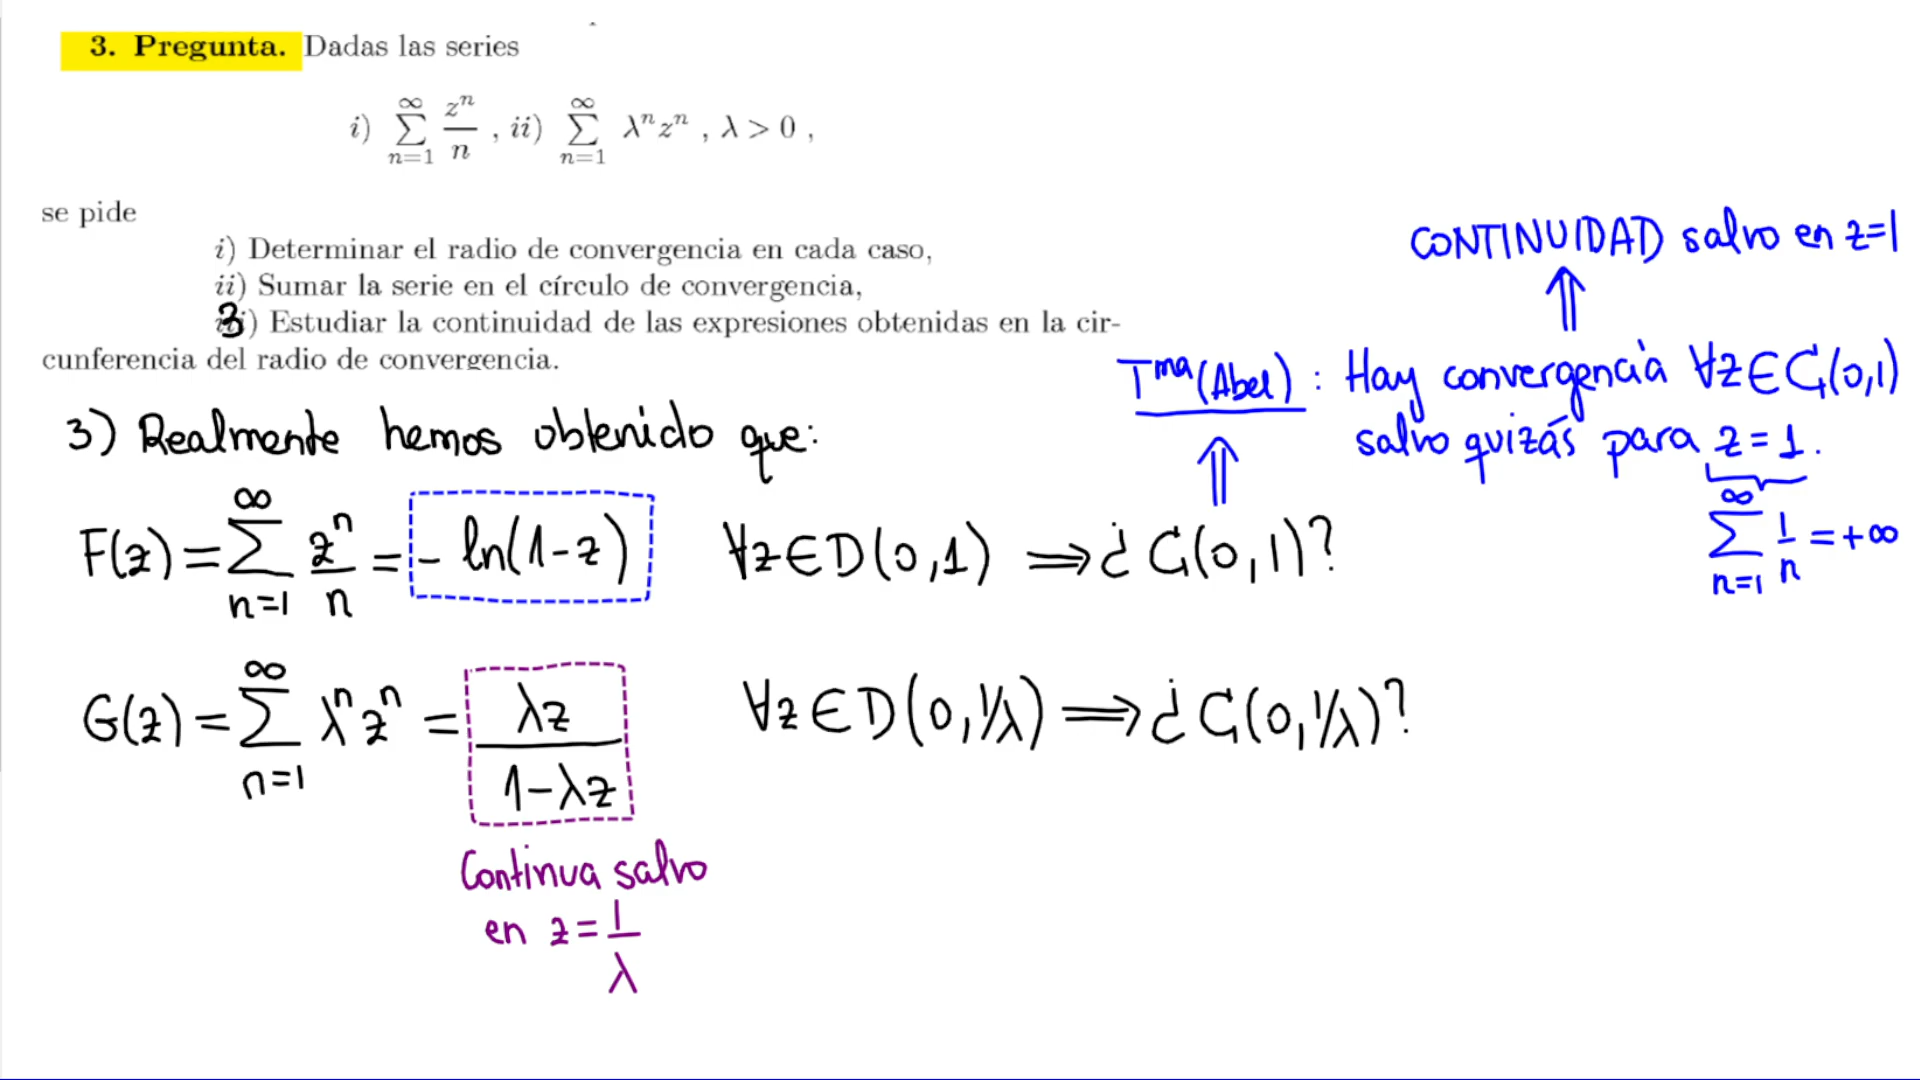 3. Pregunta. Dadas las series
i) ∑_{n=1}^{∞} z^n/n , ii) ∑_{n=1}^{∞} λ^n z^n , λ > 0 ,
se pide
i) Determinar el radio de convergencia en cada caso,
ii) Sumar la serie en el círculo de convergencia,
3) Estudiar la continuidad de las expresiones obtenidas en la cir-
cunferencia del radio de convergencia.
CONTINUIDAD salvo en z=1
⇑
Tma (Abel) : Hay convergencia ∀z∈C(0,1)
salvo quizás para z=1.
∑_{n=1}^{∞} 1/n = +∞
⇑
3) Realmente hemos obtenido que:
F(z) = ∑_{n=1}^{∞} z^n/n = - ln(1-z) ∀z∈D(0,1) ⟹ ¿C(0,1)?
G(z) = ∑_{n=1}^{∞} λ^n z^n = λz/(1-λz) ∀z∈D(0,1/λ) ⟹ ¿C(0,1/λ)?
Continua salvo
en z = 1/λ